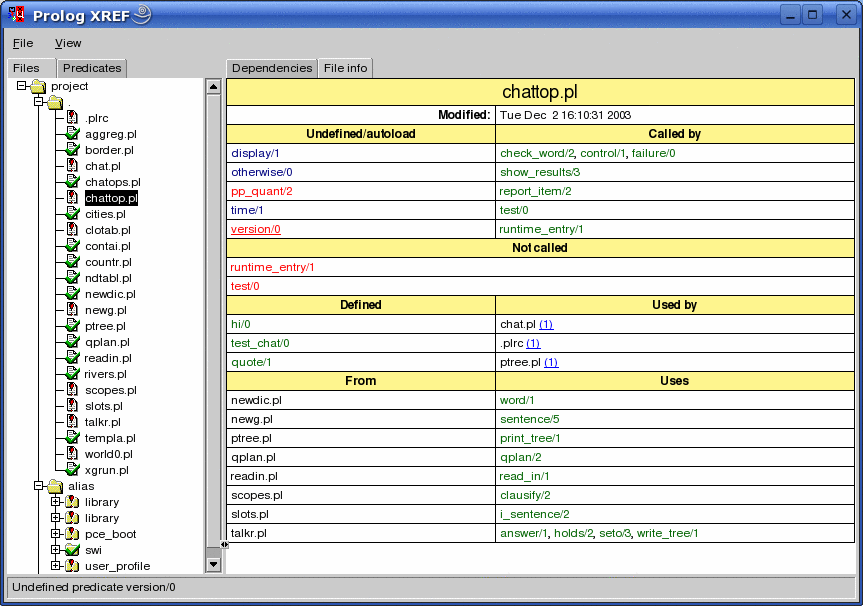 Prolog XREF
File View
Files Predicates
project
.
.plrc
aggreg.pl
border.pl
chat.pl
chatops.pl
chattop.pl
cities.pl
clotab.pl
contai.pl
countr.pl
ndtabl.pl
newdic.pl
newg.pl
ptree.pl
qplan.pl
readin.pl
rivers.pl
scopes.pl
slots.pl
talkr.pl
templa.pl
world0.pl
xgrun.pl
alias
library
library
pce_boot
swi
user_profile
Dependencies File info
chattop.pl
Modified: Tue Dec 2 16:10:31 2003
Undefined/autoload Called by
display/1 check_word/2, control/1, failure/0
otherwise/0 show_results/3
pp_quant/2 report_item/2
time/1 test/0
version/0 runtime_entry/1
Not called
runtime_entry/1
test/0
Defined Used by
hi/0 chat.pl (1)
test_chat/0 .plrc (1)
quote/1 ptree.pl (1)
From Uses
newdic.pl word/1
newg.pl sentence/5
ptree.pl print_tree/1
qplan.pl qplan/2
readin.pl read_in/1
scopes.pl clausify/2
slots.pl i_sentence/2
talkr.pl answer/1, holds/2, seto/3, write_tree/1
Undefined predicate version/0